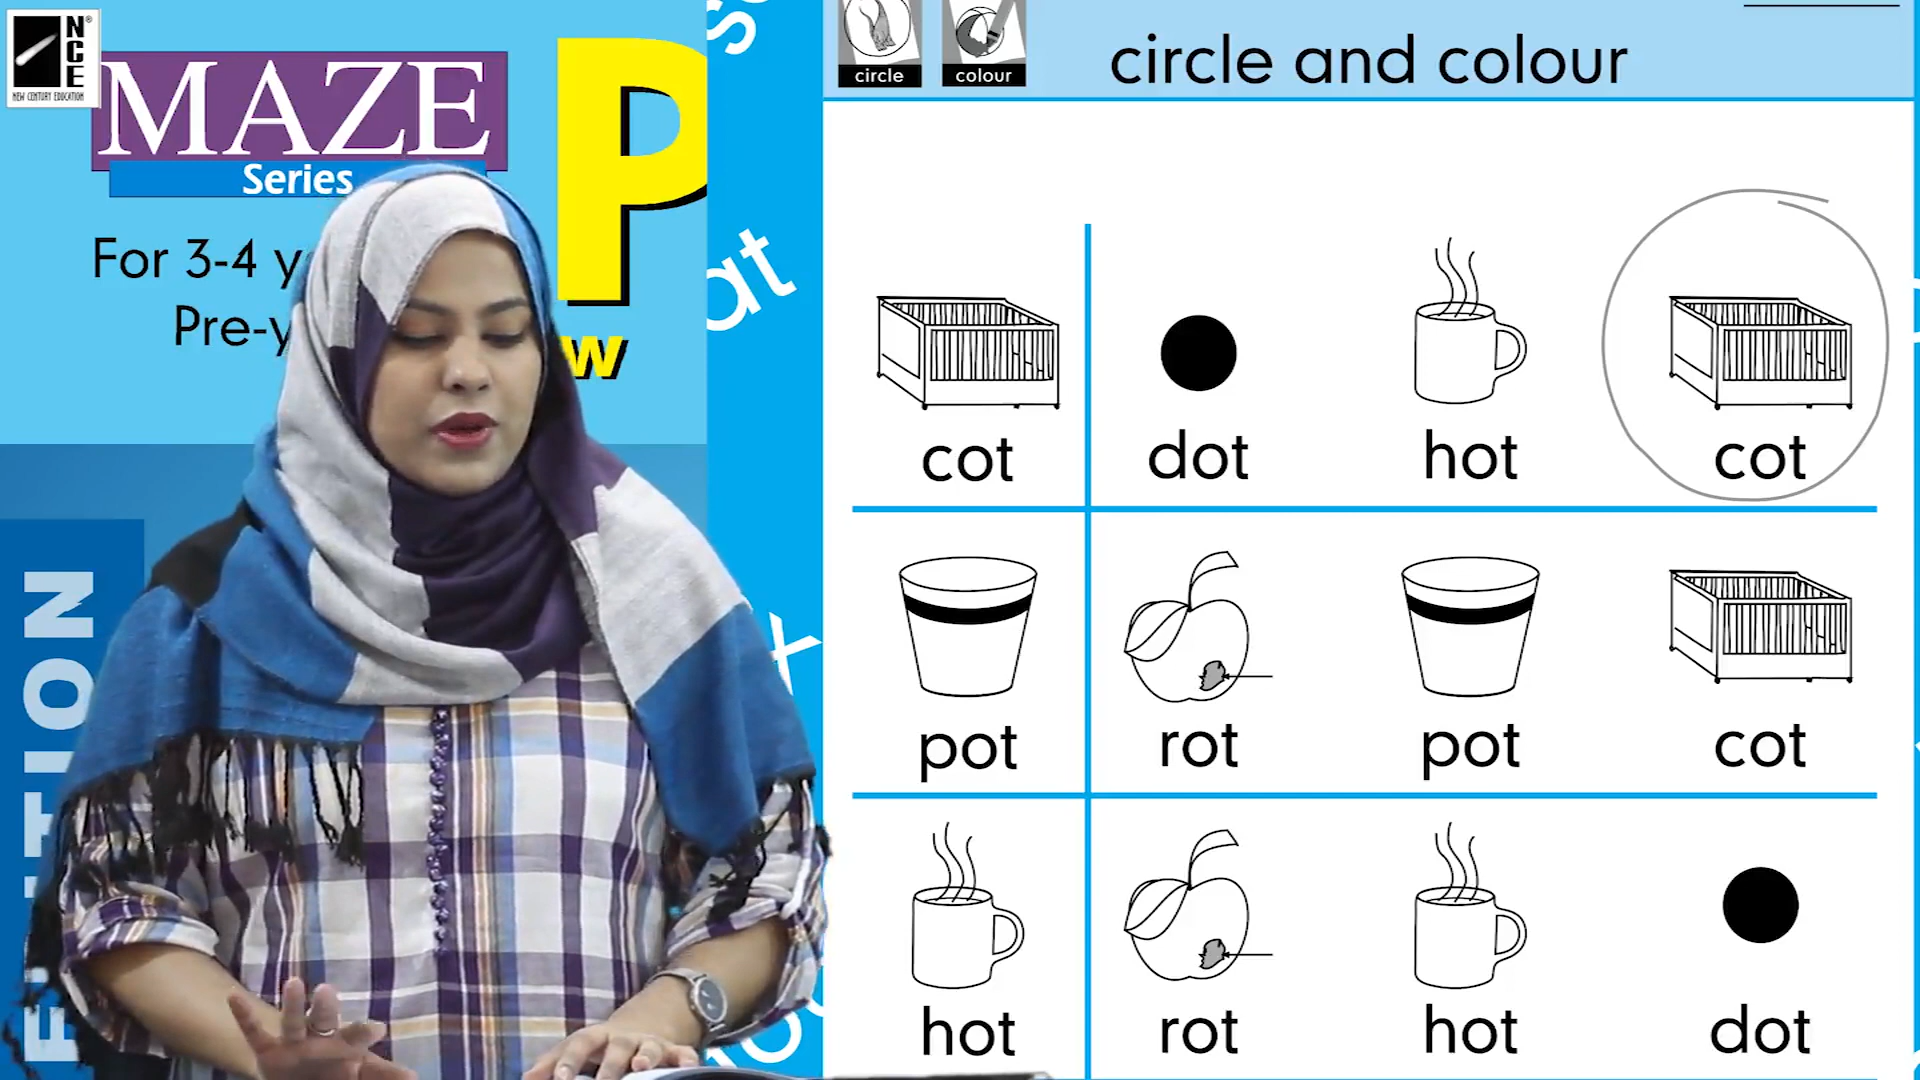 NCE
NEW CENTURY EDUCATION
MAZE
Series
For 3-4 y
Pre-y
P
w
at
x
circle
colour
circle and colour
cot
dot
hot
cot
pot
rot
pot
cot
hot
rot
hot
dot